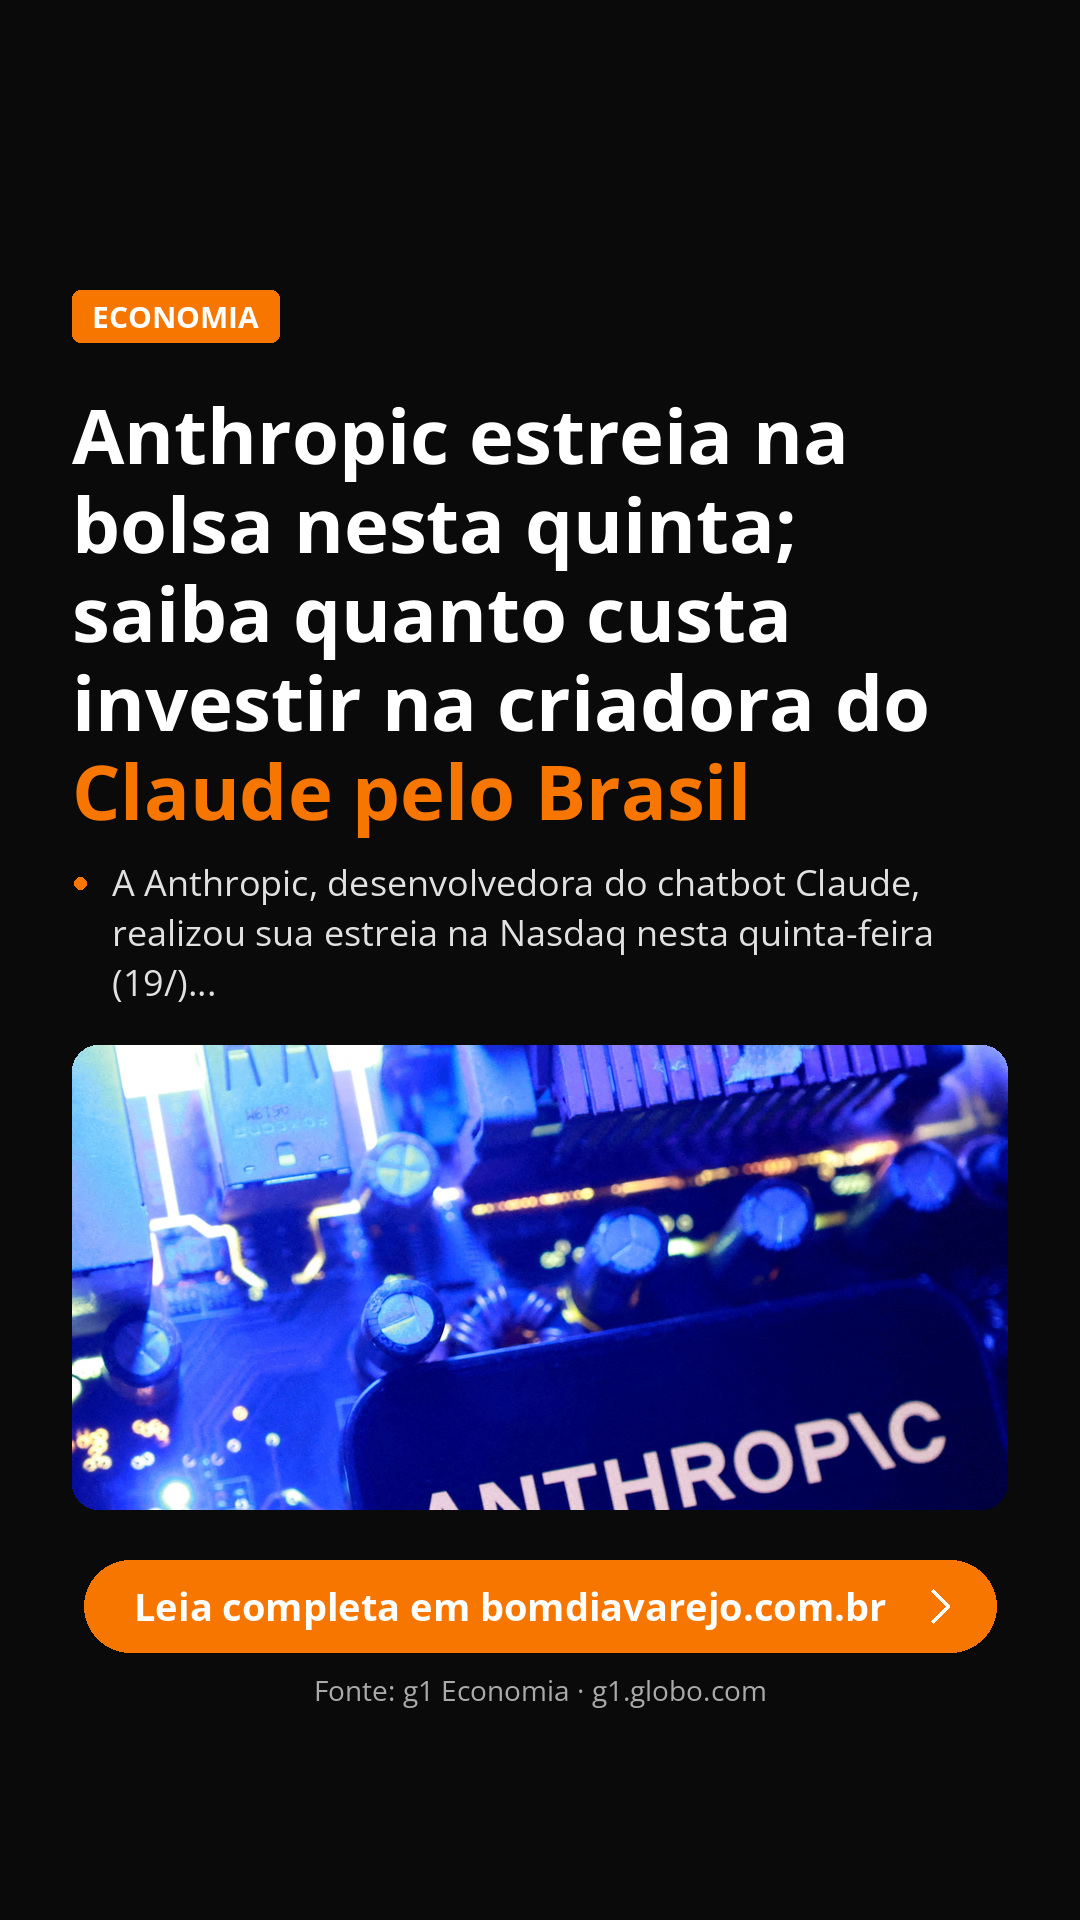 ECONOMIA
Anthropic estreia na
bolsa nesta quinta;
saiba quanto custa
investir na criadora do
Claude pelo Brasil
A Anthropic, desenvolvedora do chatbot Claude,
realizou sua estreia na Nasdaq nesta quinta-feira
(19/)...
ANTHROP\C
Leia completa em bomdiavarejo.com.br
Fonte: g1 Economia · g1.globo.com